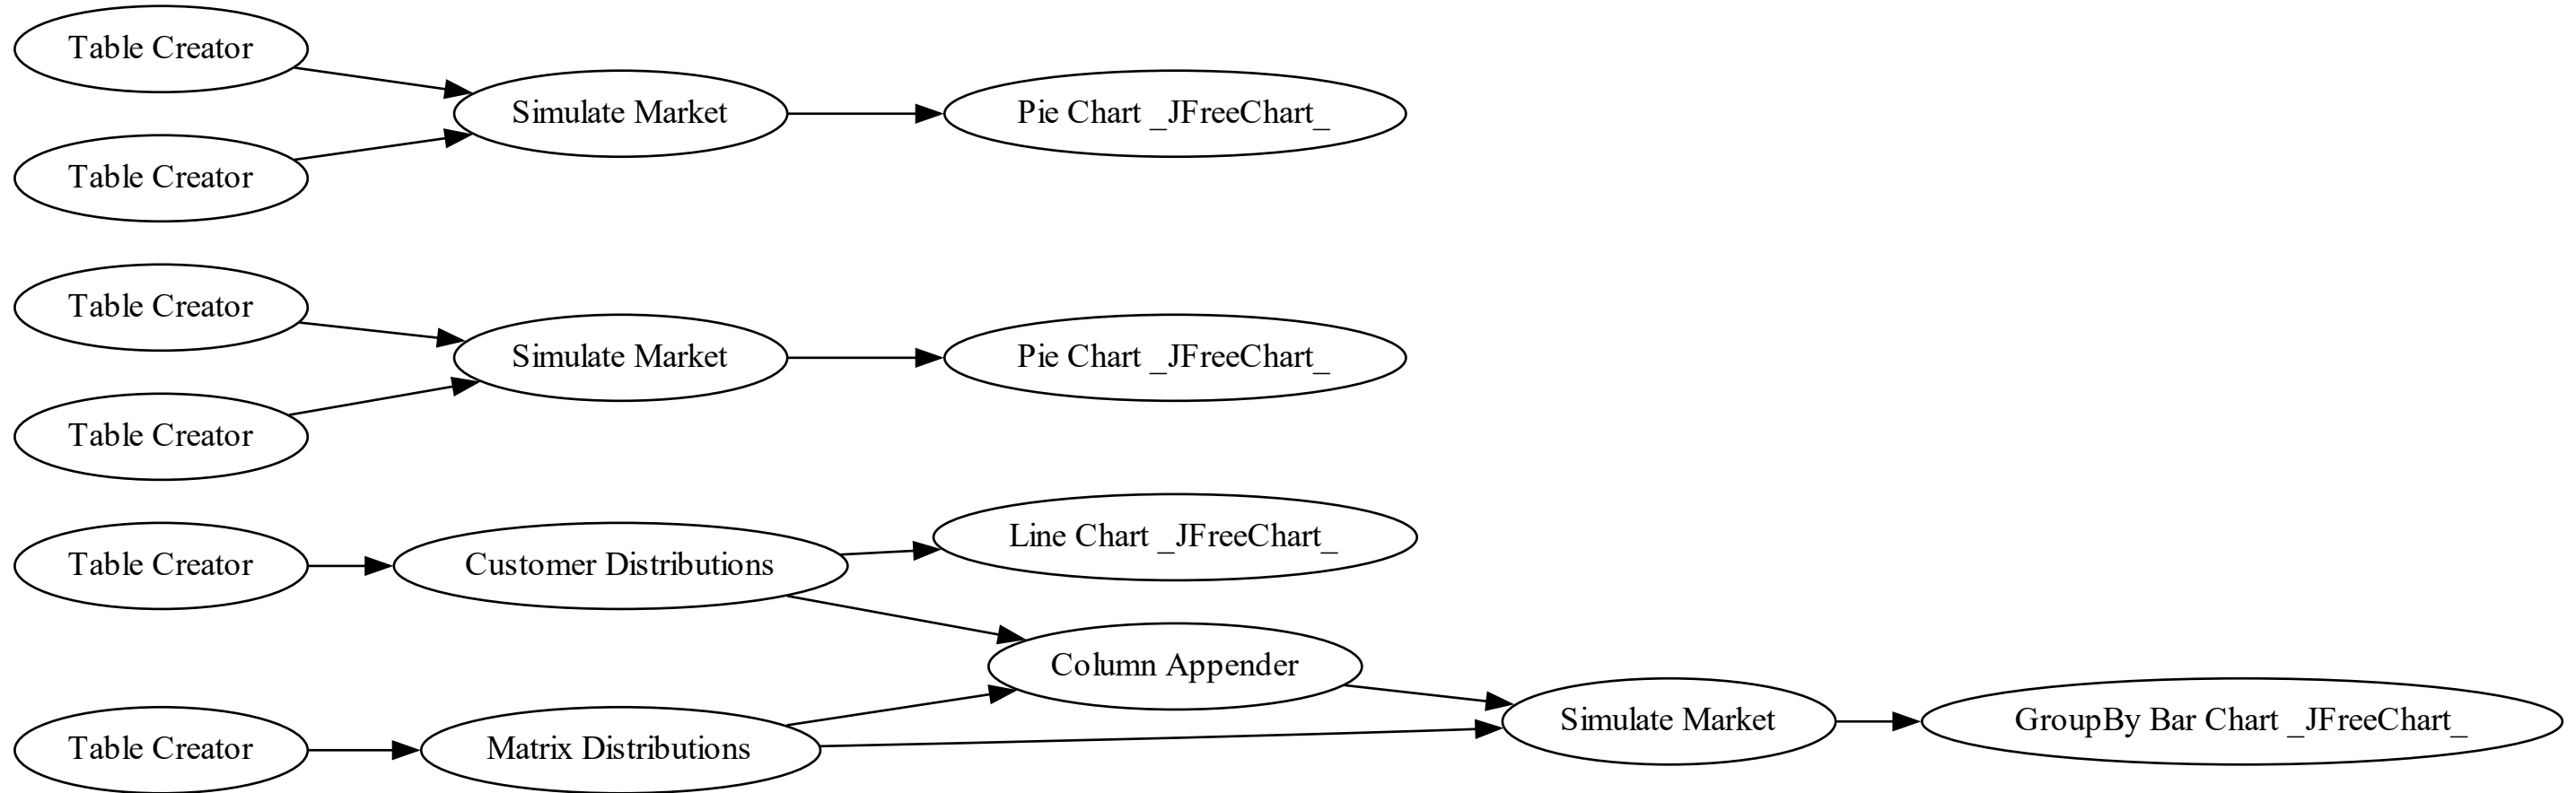 Table Creator
Simulate Market
Pie Chart _JFreeChart_
Table Creator
Table Creator
Simulate Market
Pie Chart _JFreeChart_
Table Creator
Line Chart _JFreeChart_
Table Creator
Customer Distributions
Column Appender
Simulate Market
GroupBy Bar Chart _JFreeChart_
Table Creator
Matrix Distributions